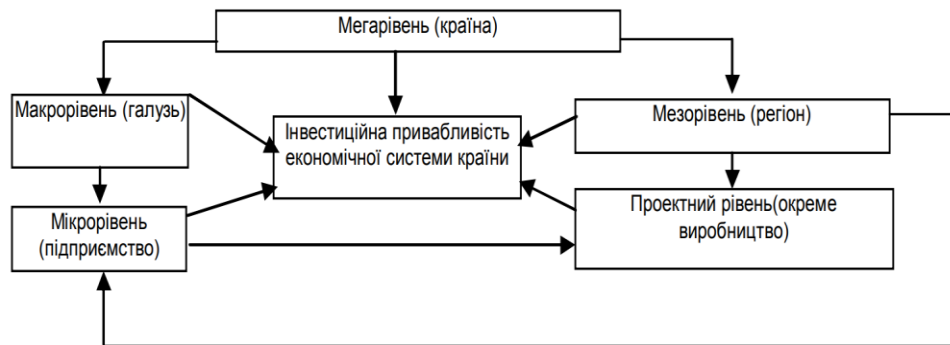 Мегарівень (країна)
Макрорівень (галузь)
Інвестиційна привабливість
економічної системи країни
Мезорівень (регіон)
Мікрорівень
(підприємство)
Проектний рівень(окреме
виробництво)